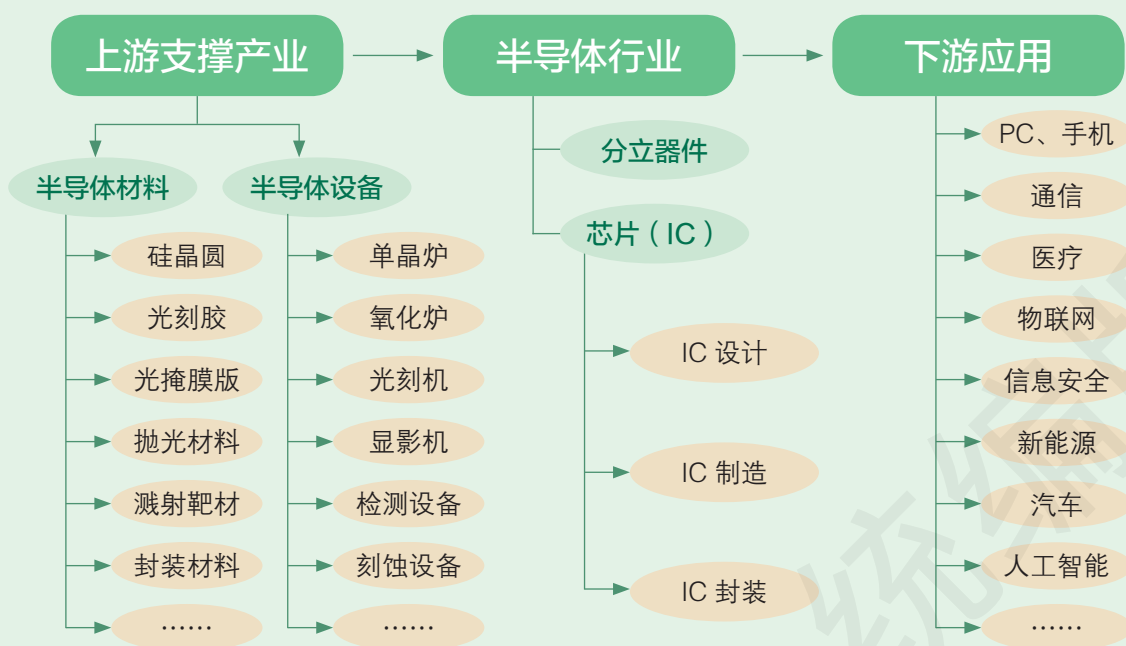 上游支撑产业
半导体行业
下游应用
半导体材料
硅晶圆
光刻胶
光掩膜版
抛光材料
溅射靶材
封装材料
……
半导体设备
单晶炉
氧化炉
光刻机
显影机
检测设备
刻蚀设备
……
分立器件
芯片（IC）
IC 设计
IC 制造
IC 封装
PC、手机
通信
医疗
物联网
信息安全
新能源
汽车
人工智能
……
统编